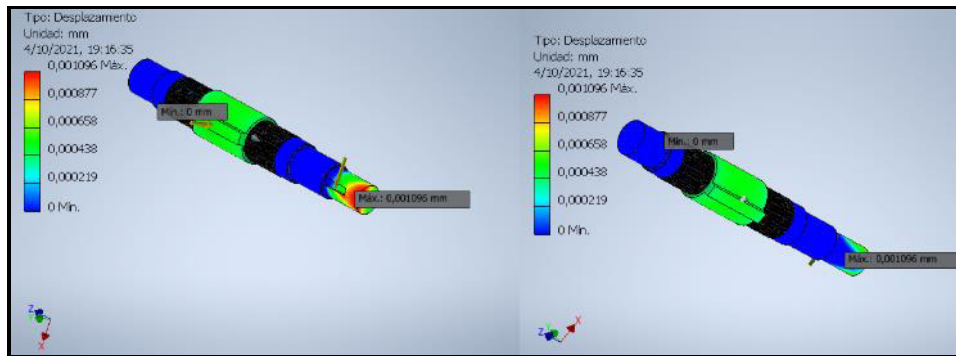 Tipo: Desplazamiento
Unidad: mm
4/10/2021, 19:16:35
0,001096 Máx.
0,000877
0,000658
0,000438
0,000219
0 Mín.
Mín.: 0 mm
Máx.: 0,001096 mm
Z
Y
X
Tipo: Desplazamiento
Unidad: mm
4/10/2021, 19:16:35
0,001096 Máx.
0,000877
0,000658
0,000438
0,000219
0 Mín.
Mín.: 0 mm
Máx.: 0,001096 mm
Y
Z
X